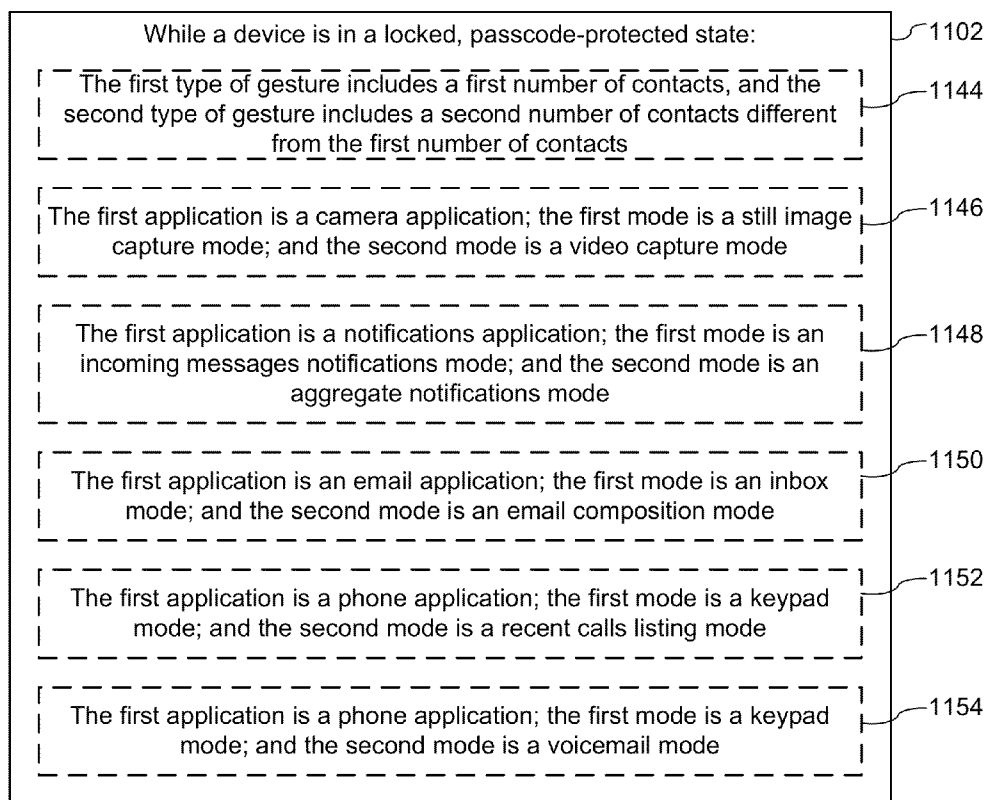 While a device is in a locked, passcode-protected state:
1102
The first type of gesture includes a first number of contacts, and the
second type of gesture includes a second number of contacts different
from the first number of contacts
1144
The first application is a camera application; the first mode is a still image
capture mode; and the second mode is a video capture mode
1146
The first application is a notifications application; the first mode is an
incoming messages notifications mode; and the second mode is an
aggregate notifications mode
1148
The first application is an email application; the first mode is an inbox
mode; and the second mode is an email composition mode
1150
The first application is a phone application; the first mode is a keypad
mode; and the second mode is a recent calls listing mode
1152
The first application is a phone application; the first mode is a keypad
mode; and the second mode is a voicemail mode
1154